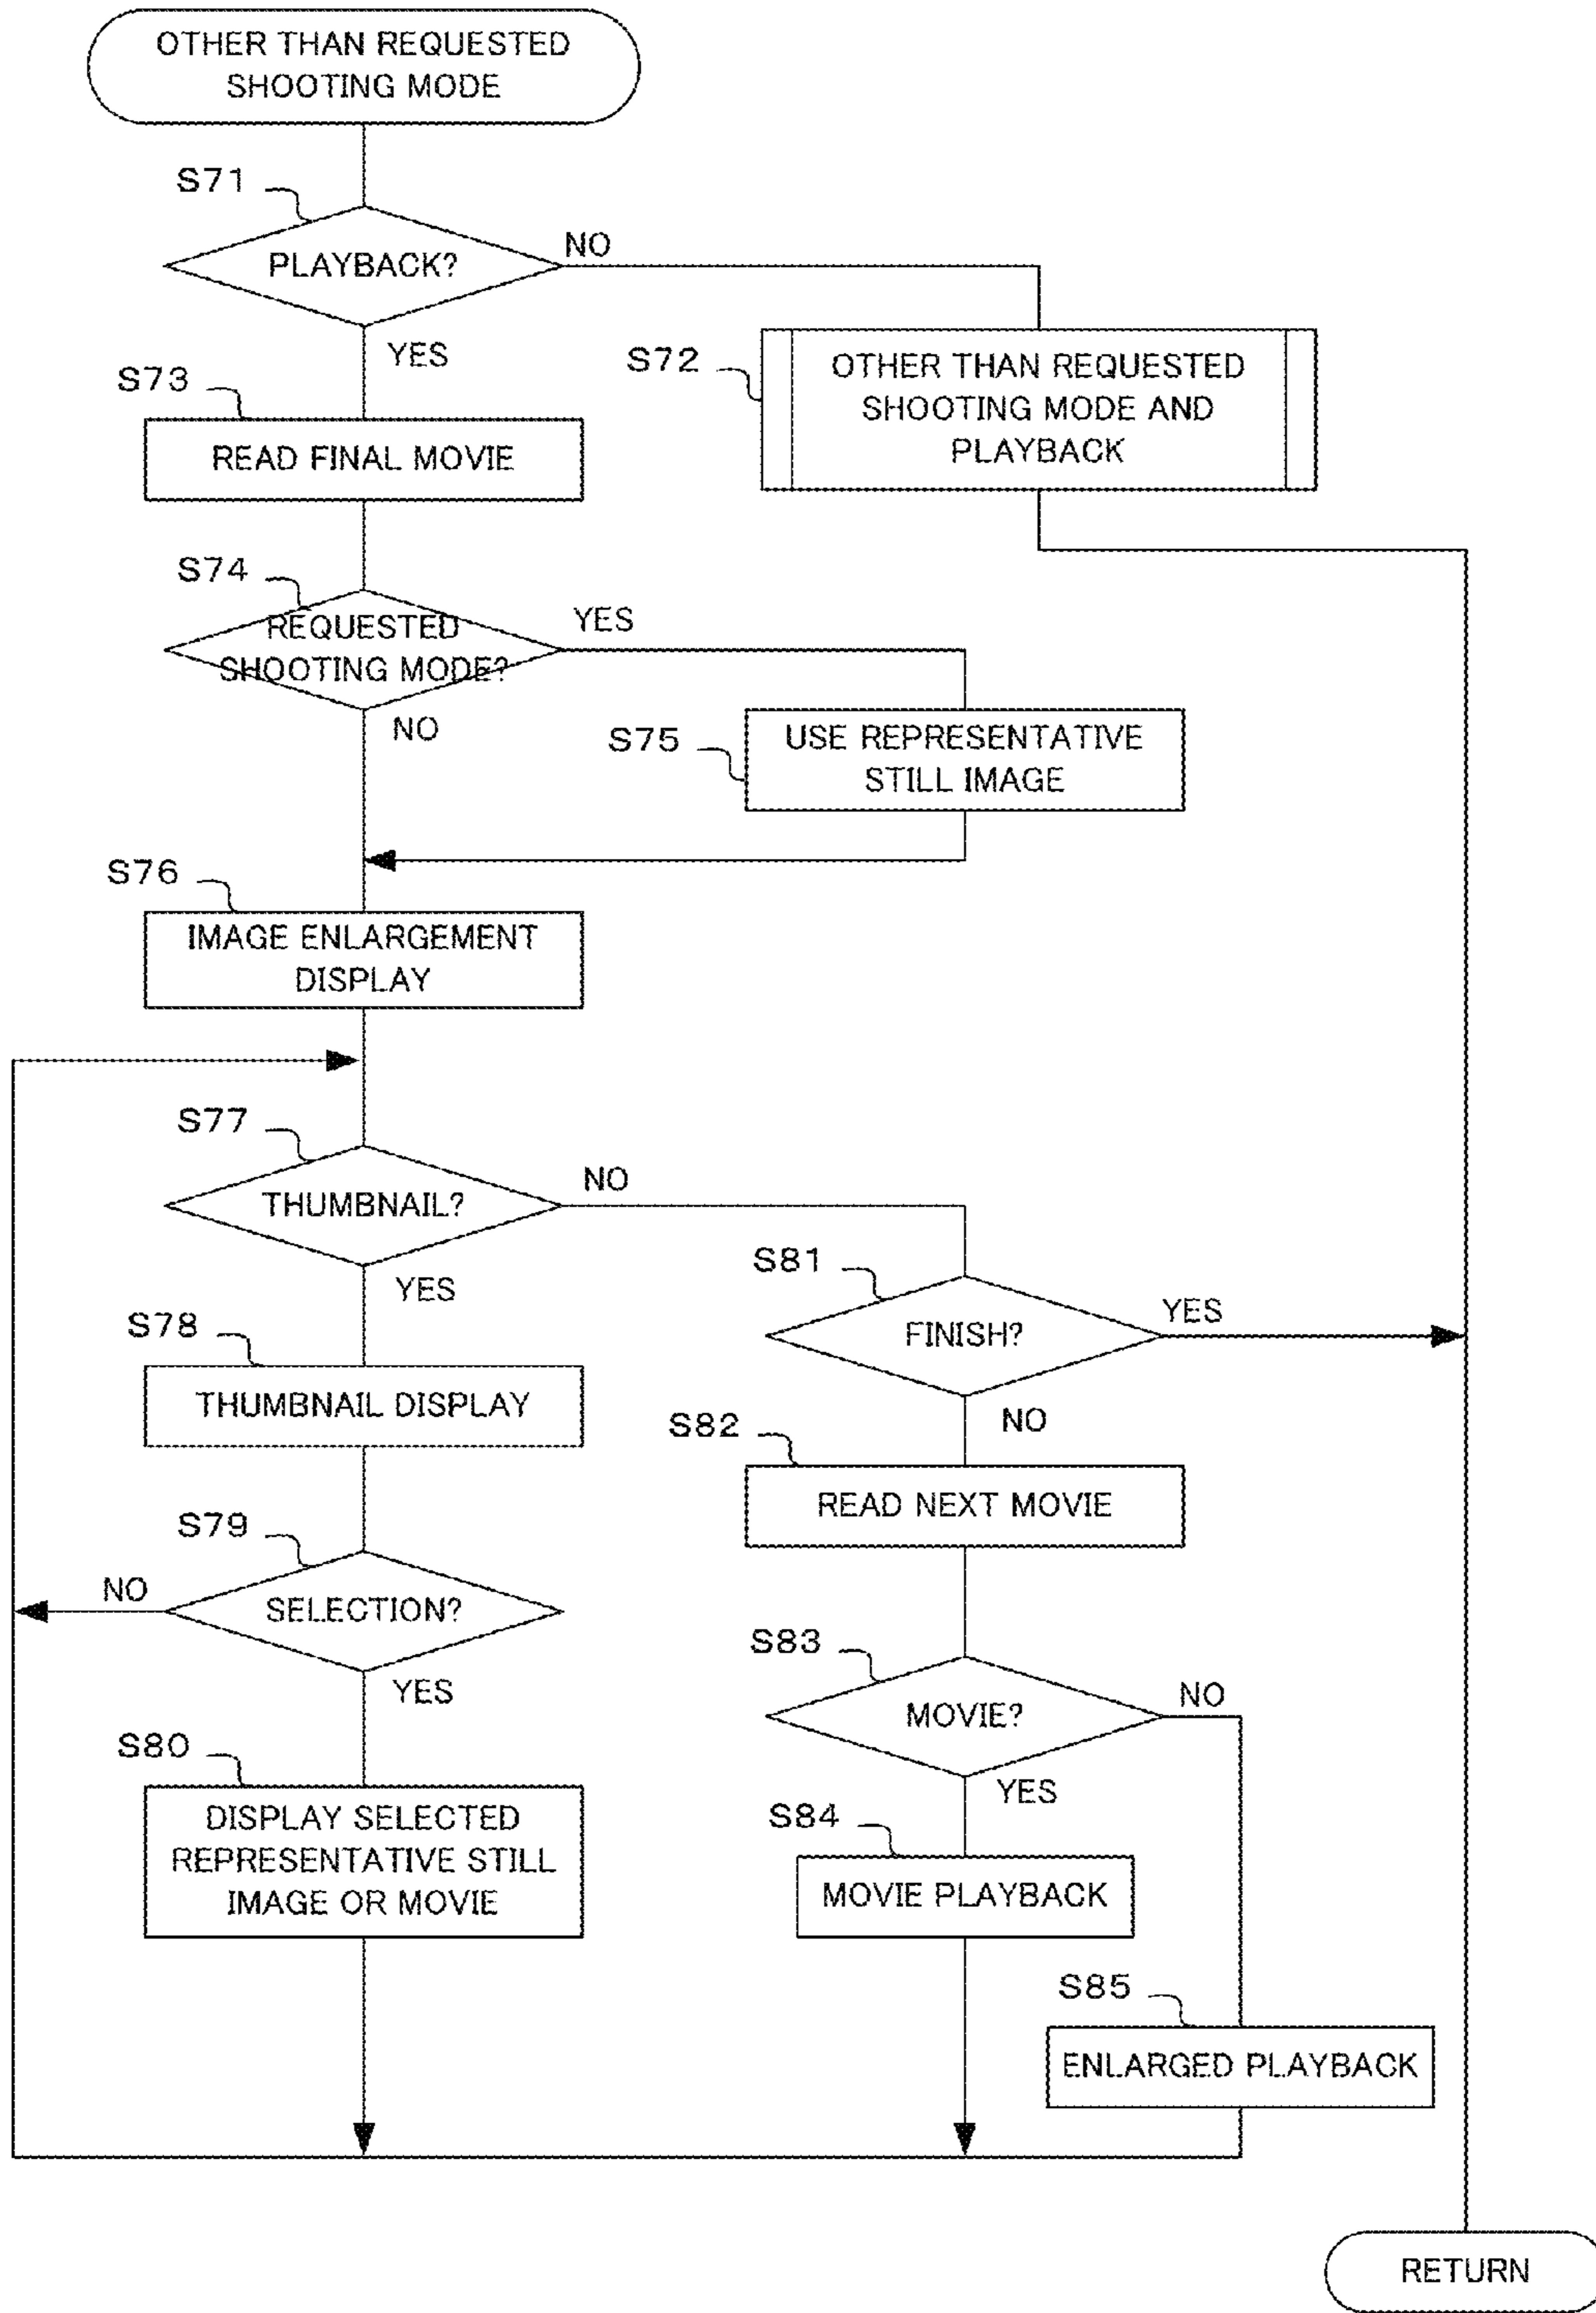 OTHER THAN REQUESTED
SHOOTING MODE
S71
PLAYBACK?
NO
YES
S72
OTHER THAN REQUESTED
SHOOTING MODE AND
PLAYBACK
S73
READ FINAL MOVIE
S74
REQUESTED
SHOOTING MODE?
YES
NO
S75
USE REPRESENTATIVE
STILL IMAGE
S76
IMAGE ENLARGEMENT
DISPLAY
S77
THUMBNAIL?
NO
YES
S81
FINISH?
YES
NO
S78
THUMBNAIL DISPLAY
S82
READ NEXT MOVIE
S79
NO
SELECTION?
YES
S83
MOVIE?
NO
YES
S80
DISPLAY SELECTED
REPRESENTATIVE STILL
IMAGE OR MOVIE
S84
MOVIE PLAYBACK
S85
ENLARGED PLAYBACK
RETURN